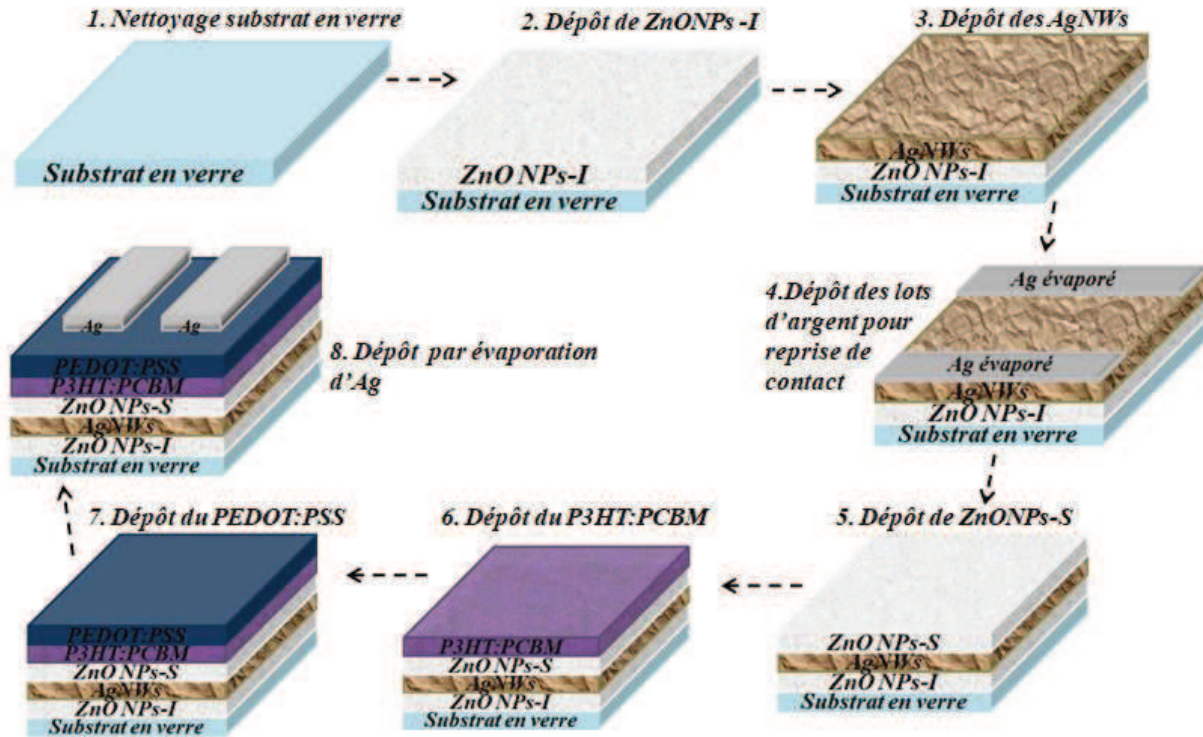 1. Nettoyage substrat en verre
Substrat en verre
2. Dépôt de ZnONPs -I
ZnO NPs-I
Substrat en verre
3. Dépôt des AgNWs
AgNWs
ZnO NPs-I
Substrat en verre
4.Dépôt des lots
d'argent pour
reprise de
contact
Ag évaporé
Ag évaporé
AgNWs
ZnO NPs-I
Substrat en verre
5. Dépôt de ZnONPs-S
ZnO NPs-S
AgNWs
ZnO NPs-I
Substrat en verre
6. Dépôt du P3HT:PCBM
P3HT:PCBM
ZnO NPs-S
AgNWs
ZnO NPs-I
Substrat en verre
7. Dépôt du PEDOT:PSS
PEDOT:PSS
P3HT:PCBM
ZnO NPs-S
AgNWs
ZnO NPs-I
Substrat en verre
8. Dépôt par évaporation
d'Ag
Ag
Ag
PEDOT:PSS
P3HT:PCBM
ZnO NPs-S
AgNWs
ZnO NPs-I
Substrat en verre